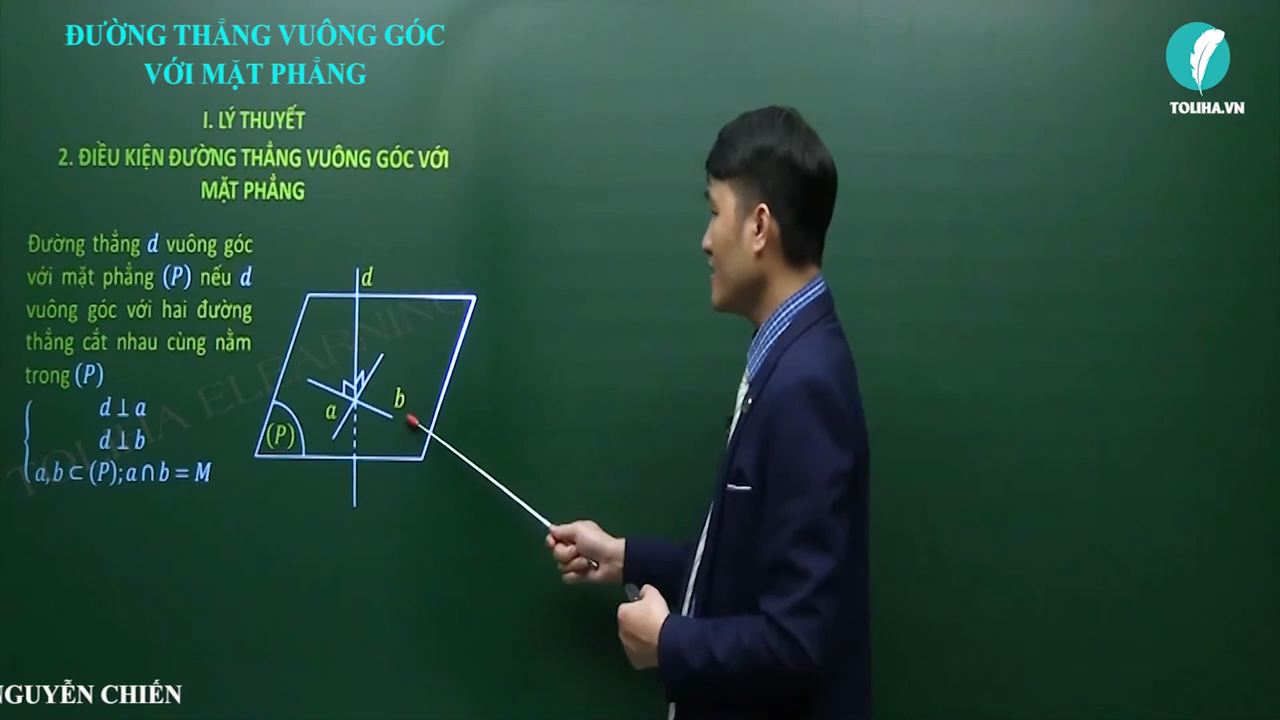 ĐƯỜNG THẲNG VUÔNG GÓC
VỚI MẶT PHẲNG
TOLIHA.VN
I. LÝ THUYẾT
2. ĐIỀU KIỆN ĐƯỜNG THẲNG VUÔNG GÓC VỚI
MẶT PHẲNG
Đường thẳng d vuông góc
với mặt phẳng (P) nếu d
vuông góc với hai đường
thẳng cắt nhau cùng nằm
trong (P)
d ⊥ a
d ⊥ b
a, b ⊂ (P); a ∩ b = M
d
a
b
(P)
TOLIHA ELEARNING
NGUYỄN CHIẾN